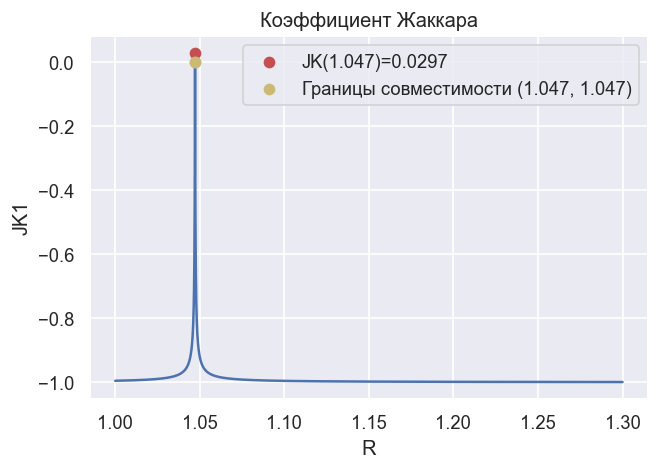 Коэффициент Жаккара
JK(1.047)=0.0297
Границы совместимости (1.047, 1.047)
0.0
−0.2
−0.4
−0.6
−0.8
−1.0
JK1
1.00 1.05 1.10 1.15 1.20 1.25 1.30
R